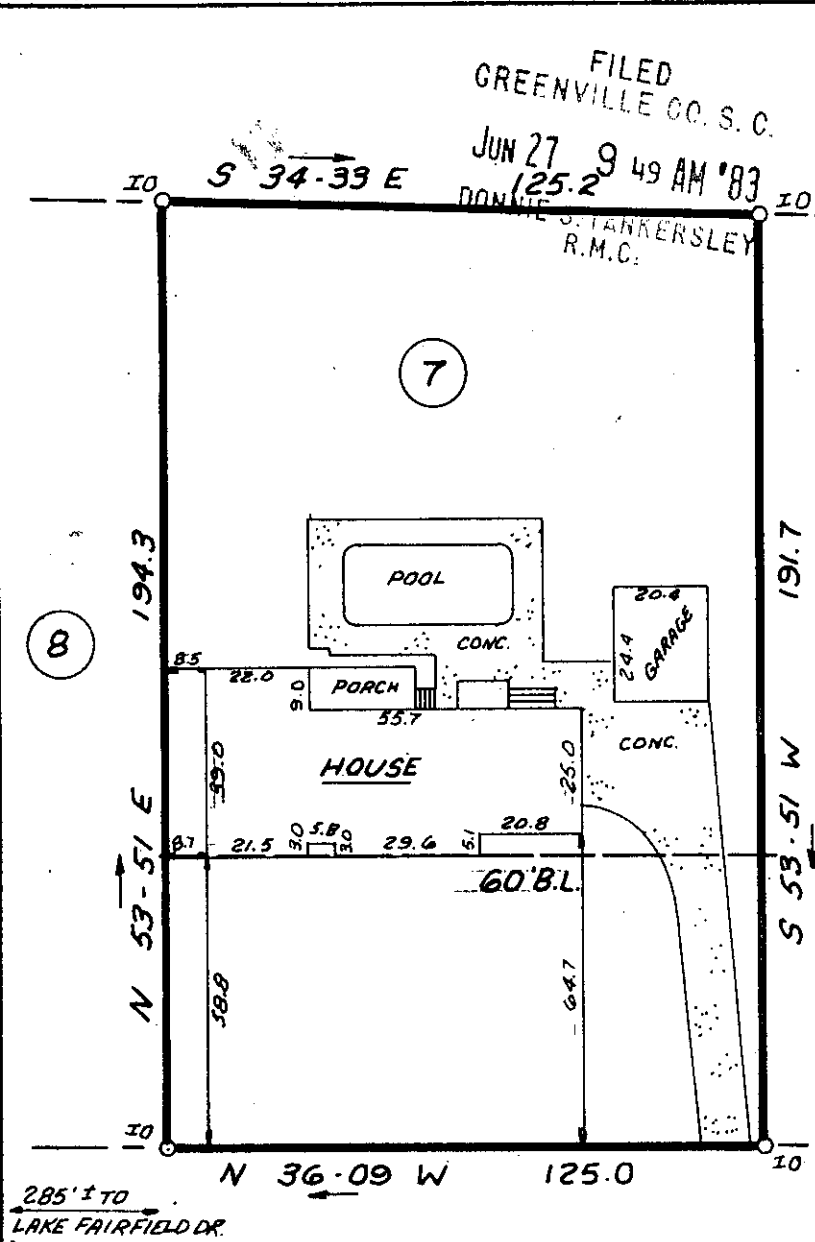 FILED
GREENVILLE CO. S. C.
JUN 27 9 49 AM '83
DONNIE S. TANKERSLEY
R.M.C.
IO
S 34-33 E
125.2
IO
7
194.3
191.7
8
POOL
CONC.
20.4
24.4
GARAGE
8.5
22.0
9.0
PORCH
55.7
CONC.
HOUSE
39.0
25.0
8.7
21.5
3.0
5.8
3.0
29.6
5.1
20.8
60' B.L.
N 53-51 E
S 53-51 W
58.8
64.7
IO
N 36-09 W
125.0
IO
285' ± TO
LAKE FAIRFIELD DR.